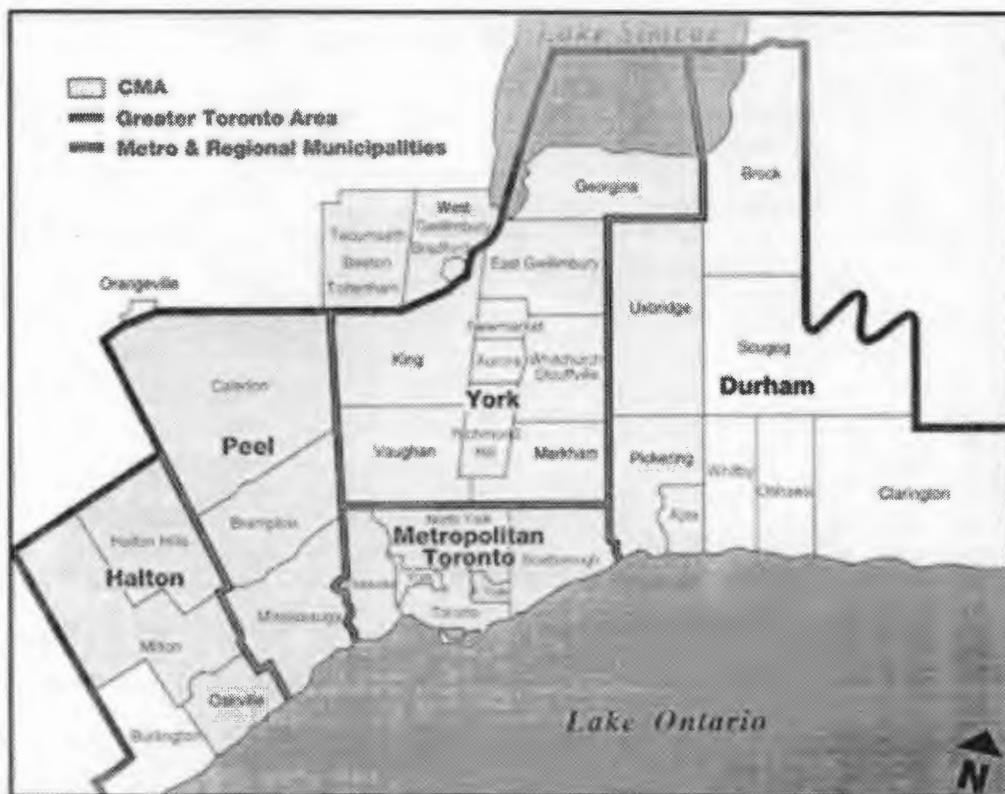 Lake Simcoe
CMA
Greater Toronto Area
Metro & Regional Municipalities
Georgina
Brock
West
Gwillimbury
Bradford
Tecumseth
Beeton
Tottenham
East Gwillimbury
Orangeville
Uxbridge
Newmarket
King
Aurora
Whitchurch
Stouffville
Scugog
Durham
Caledon
York
Peel
Vaughan
Richmond
Hill
Markham
Pickering
Whitby
Oshawa
Clarington
Ajax
Brampton
North York
Metropolitan
Toronto
Scarborough
Halton Hills
Halton
York
Toronto
Mississauga
Milton
Oakville
Burlington
Lake Ontario
N